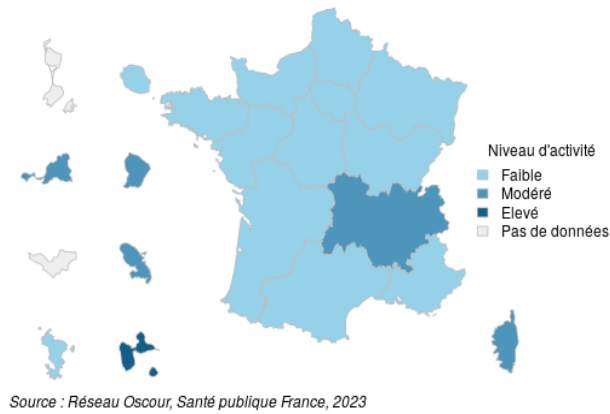 Niveau d'activité
Faible
Modéré
Elevé
Pas de données
Source : Réseau Oscour, Santé publique France, 2023